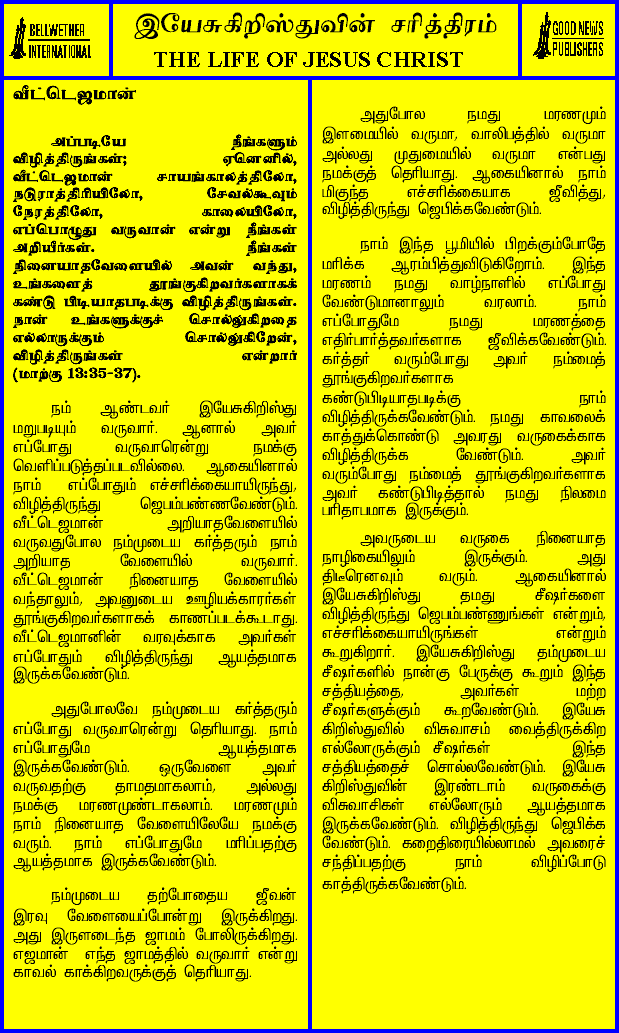 BELLWETHER
INTERNATIONAL
இயேசுகிறிஸ்துவின் சரித்திரம்
THE LIFE OF JESUS CHRIST
GOOD NEWS
PUBLISHERS
வீட்டெஜமான்
அப்படியே நீங்களும்
விழித்திருங்கள்; ஏனெனில்,
வீட்டெஜமான் சாயங்காலத்திலோ,
நடுராத்திரியிலோ, சேவல்கூவும்
நேரத்திலோ, காலையிலோ,
எப்பொழுது வருவான் என்று நீங்கள்
அறியீர்கள். நீங்கள்
நினையாதவேளையில் அவன் வந்து,
உங்களைத் தூங்குகிறவர்களாகக்
கண்டு பிடியாதபடிக்கு விழித்திருங்கள்.
நான் உங்களுக்குச் சொல்லுகிறதை
எல்லாருக்கும் சொல்லுகிறேன்,
விழித்திருங்கள் என்றார்
(மாற்கு 13:35-37).
நம் ஆண்டவர் இயேசுகிறிஸ்து
மறுபடியும் வருவார். ஆனால் அவர்
எப்போது வருவாரென்று நமக்கு
வெளிப்படுத்தப்படவில்லை. ஆகையினால்
நாம் எப்போதும் எச்சரிக்கையாயிருந்து,
விழித்திருந்து ஜெபம்பண்ணவேண்டும்.
வீட்டெஜமான் அறியாதவேளையில்
வருவதுபோல நம்முடைய கர்த்தரும் நாம்
அறியாத வேளையில் வருவார்.
வீட்டெஜமான் நினையாத வேளையில்
வந்தாலும், அவனுடைய ஊழியக்காரர்கள்
தூங்குகிறவர்களாகக் காணப்படக்கூடாது.
வீட்டெஜமானின் வரவுக்காக அவர்கள்
எப்போதும் விழித்திருந்து ஆயத்தமாக
இருக்கவேண்டும்.
அதுபோலவே நம்முடைய கர்த்தரும்
எப்போது வருவாரென்று தெரியாது. நாம்
எப்போதுமே ஆயத்தமாக
இருக்கவேண்டும். ஒருவேளை அவர்
வருவதற்கு தாமதமாகலாம், அல்லது
நமக்கு மரணமுண்டாகலாம். மரணமும்
நாம் நினையாத வேளையிலேயே நமக்கு
வரும். நாம் எப்போதுமே மரிப்பதற்கு
ஆயத்தமாக இருக்கவேண்டும்.
நம்முடைய தற்போதைய ஜீவன்
இரவு வேளையைப்போன்று இருக்கிறது.
அது இருளடைந்த ஜாமம் போலிருக்கிறது.
எஜமான் எந்த ஜாமத்தில் வருவார் என்று
காவல் காக்கிறவருக்குத் தெரியாது.
அதுபோல நமது மரணமும்
இளமையில் வருமா, வாலிபத்தில் வருமா
அல்லது முதுமையில் வருமா என்பது
நமக்குத் தெரியாது. ஆகையினால் நாம்
மிகுந்த எச்சரிக்கையாக ஜீவித்து,
விழித்திருந்து ஜெபிக்கவேண்டும்.
நாம் இந்த பூமியில் பிறக்கும்போதே
மரிக்க ஆரம்பித்துவிடுகிறோம். இந்த
மரணம் நமது வாழ்நாளில் எப்போது
வேண்டுமானாலும் வரலாம். நாம்
எப்போதுமே நமது மரணத்தை
எதிர்பார்த்தவர்களாக ஜீவிக்கவேண்டும்.
கர்த்தர் வரும்போது அவர் நம்மைத்
தூங்குகிறவர்களாக
கண்டுபிடியாதபடிக்கு நாம்
விழித்திருக்கவேண்டும். நமது காவலைக்
காத்துக்கொண்டு அவரது வருகைக்காக
விழித்திருக்க வேண்டும். அவர்
வரும்போது நம்மைத் தூங்குகிறவர்களாக
அவர் கண்டுபிடித்தால் நமது நிலமை
பரிதாபமாக இருக்கும்.
அவருடைய வருகை நினையாத
நாழிகையிலும் இருக்கும். அது
திடீரெனவும் வரும். ஆகையினால்
இயேசுகிறிஸ்து தமது சீஷர்களை
விழித்திருந்து ஜெபம்பண்ணுங்கள் என்றும்,
எச்சரிக்கையாயிருங்கள் என்றும்
கூறுகிறார். இயேசுகிறிஸ்து தம்முடைய
சீஷர்களில் நான்கு பேருக்கு கூறும் இந்த
சத்தியத்தை, அவர்கள் மற்ற
சீஷர்களுக்கும் கூறவேண்டும். இயேசு
கிறிஸ்துவில் விசுவாசம் வைத்திருக்கிற
எல்லோருக்கும் சீஷர்கள் இந்த
சத்தியத்தைச் சொல்லவேண்டும். இயேசு
கிறிஸ்துவின் இரண்டாம் வருகைக்கு
விசுவாசிகள் எல்லோரும் ஆயத்தமாக
இருக்கவேண்டும். விழித்திருந்து ஜெபிக்க
வேண்டும். கறைதிரையில்லாமல் அவரைச்
சந்திப்பதற்கு நாம் விழிப்போடு
காத்திருக்கவேண்டும்.